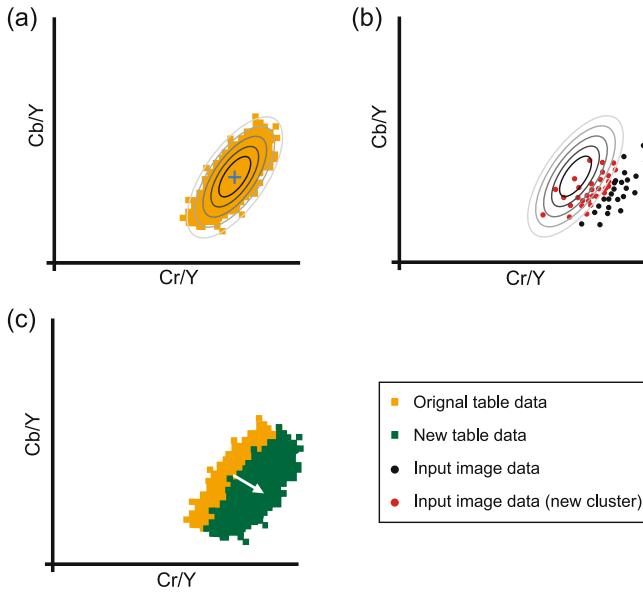 (a)
Cb/Y
Cr/Y
(b)
Cb/Y
Cr/Y
(c)
Cb/Y
Cr/Y
Orignal table data
New table data
Input image data
Input image data (new cluster)